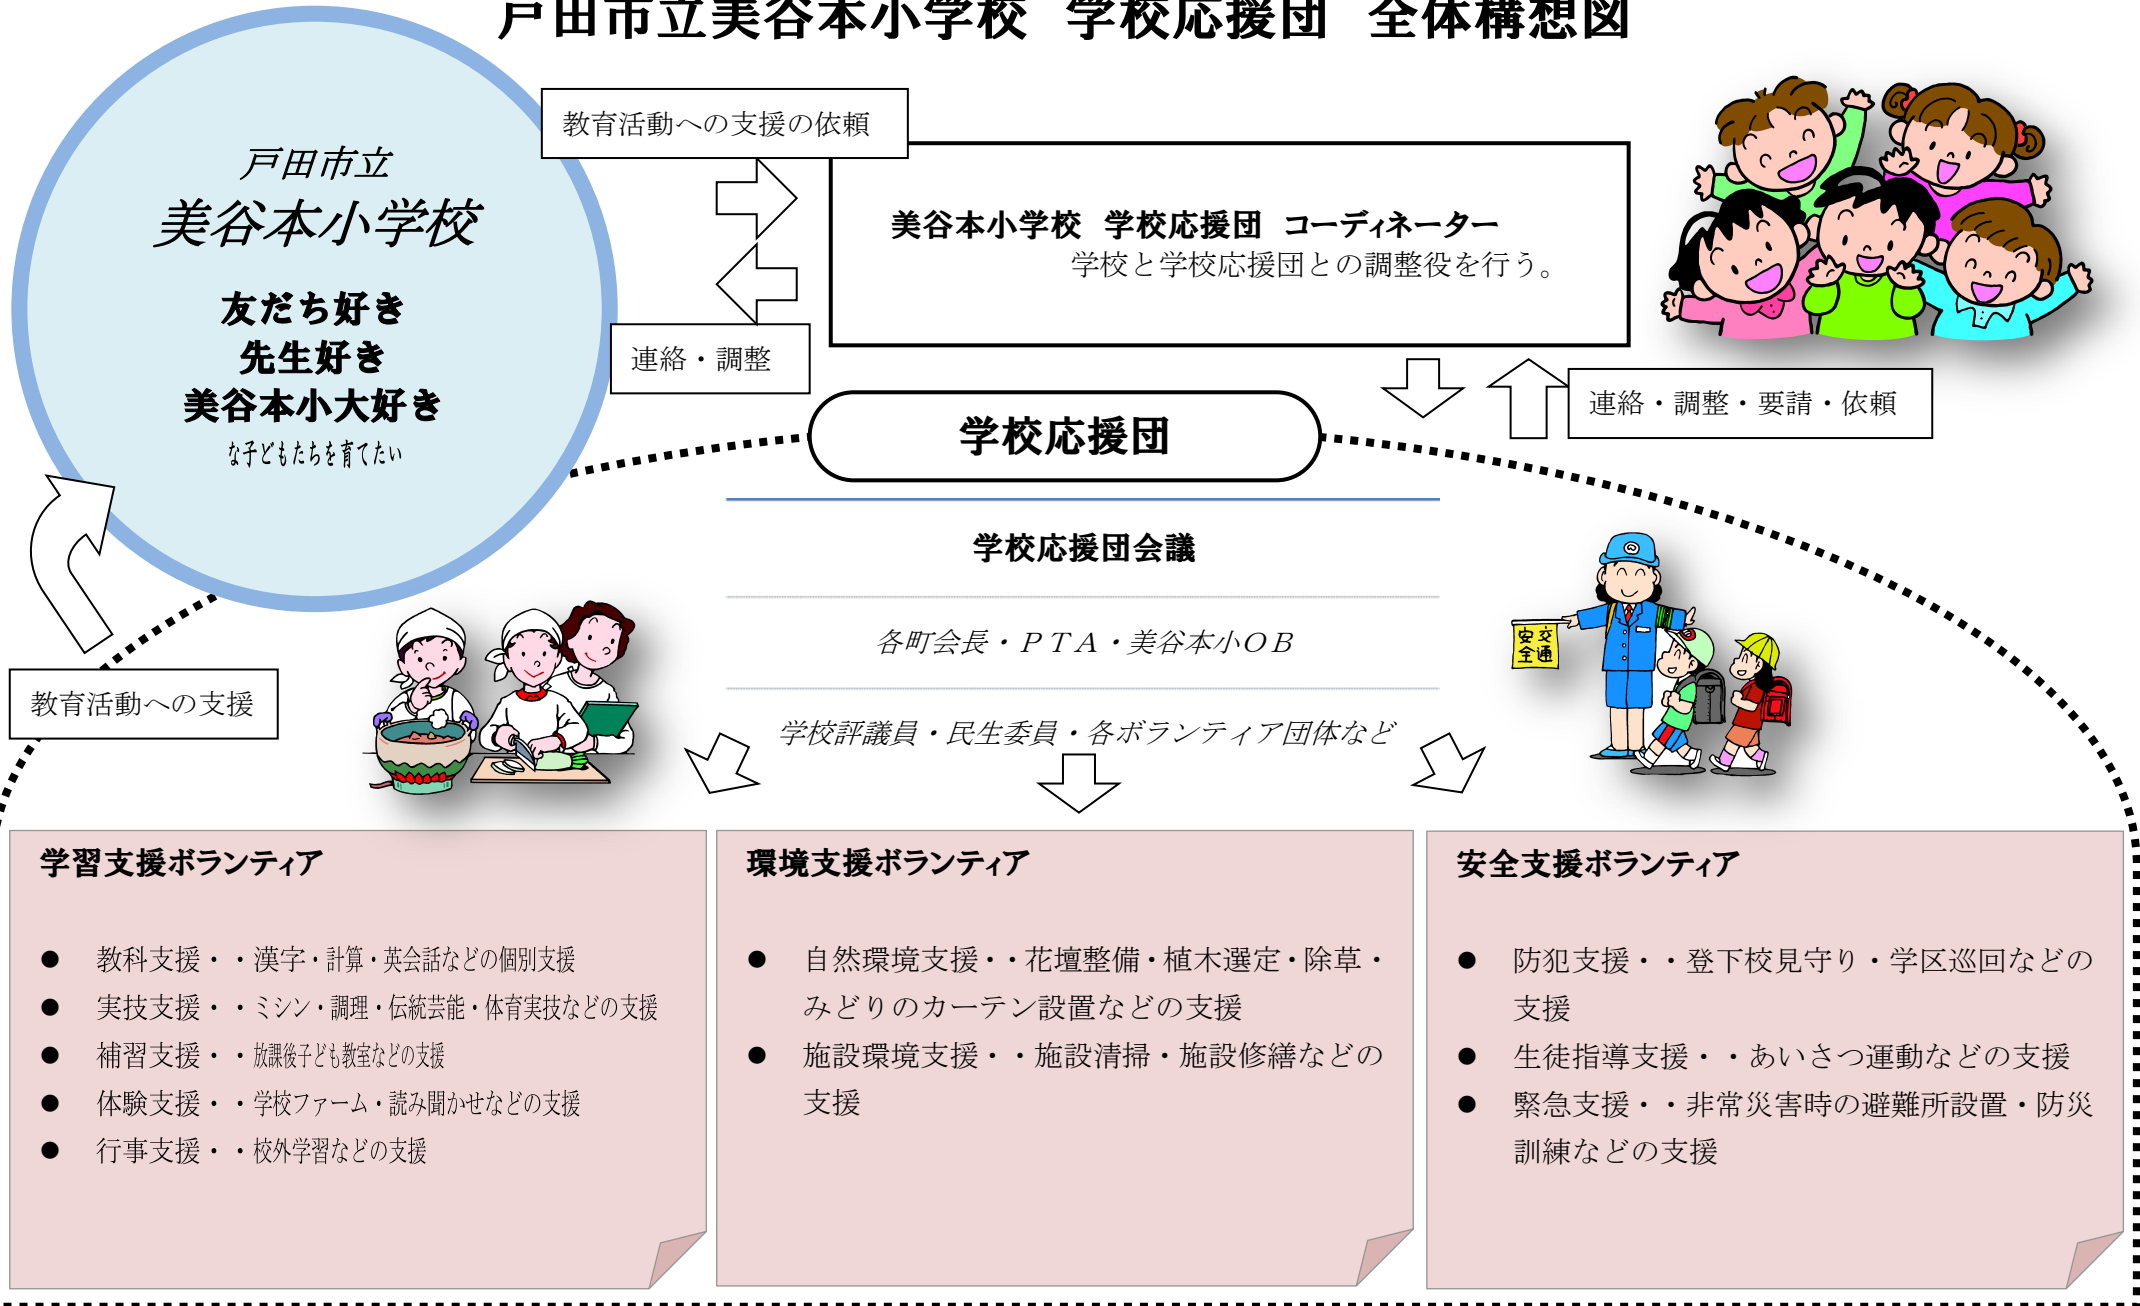 戸田市立美谷本小学校　学校応援団　全体構想図
教育活動への支援の依頼
戸田市立
美谷本小学校
友だち好き
先生好き
美谷本小大好き
な子どもたちを育てたい
美谷本小学校　学校応援団　コーディネーター
学校と学校応援団との調整役を行う。
連絡・調整
連絡・調整・要請・依頼
学校応援団
学校応援団会議
各町会長・ＰＴＡ・美谷本小ＯＢ
学校評議員・民生委員・各ボランティア団体など
交通
安全
教育活動への支援
学習支援ボランティア
● 教科支援・・漢字・計算・英会話などの個別支援
● 実技支援・・ミシン・調理・伝統芸能・体育実技などの支援
● 補習支援・・放課後子ども教室などの支援
● 体験支援・・学校ファーム・読み聞かせなどの支援
● 行事支援・・校外学習などの支援
環境支援ボランティア
● 自然環境支援・・花壇整備・植木選定・除草・
みどりのカーテン設置などの支援
● 施設環境支援・・施設清掃・施設修繕などの
支援
安全支援ボランティア
● 防犯支援・・登下校見守り・学区巡回などの
支援
● 生徒指導支援・・あいさつ運動などの支援
● 緊急支援・・非常災害時の避難所設置・防災
訓練などの支援